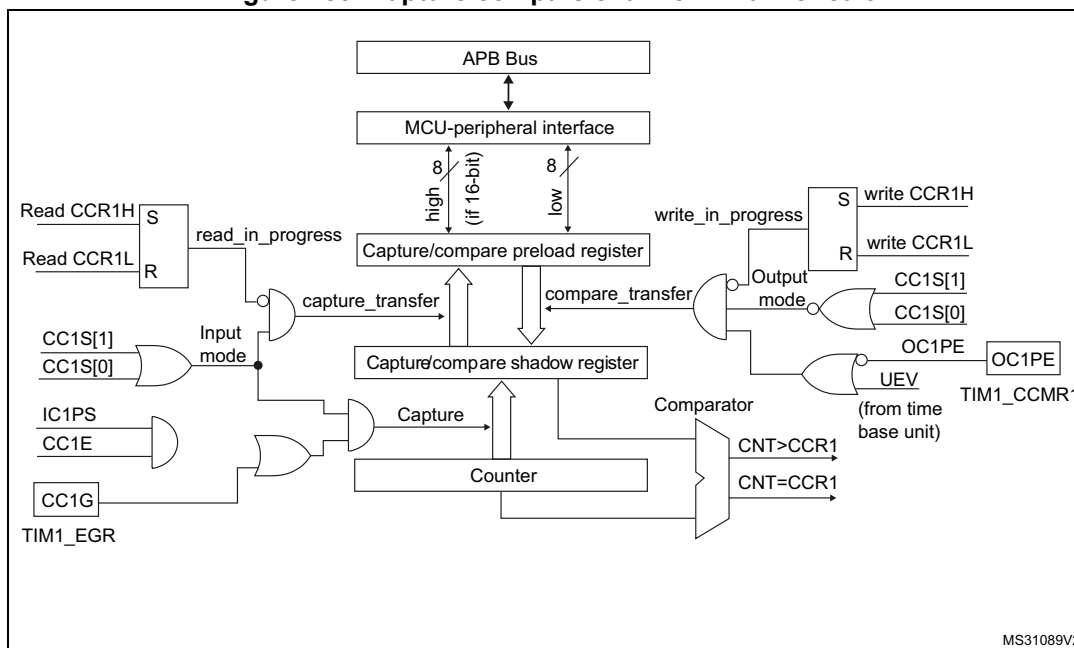 APB Bus
MCU-peripheral interface
8
high
(if 16-bit)
8
low
Read CCR1H
S
read_in_progress
Read CCR1L
R
write_in_progress
S
write CCR1H
R
write CCR1L
Capture/compare preload register
CC1S[1]
CC1S[0]
Input
mode
capture_transfer
compare_transfer
Output
mode
CC1S[1]
CC1S[0]
Capture/compare shadow register
OC1PE
OC1PE
UEV
TIM1_CCMR1
(from time
base unit)
IC1PS
CC1E
Capture
Comparator
CNT>CCR1
CNT=CCR1
Counter
CC1G
TIM1_EGR
MS31089V2